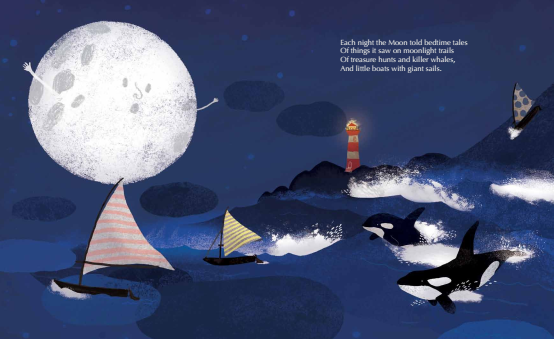 Each night the Moon told bedtime tales
Of things it saw on moonlight trails
Of treasure hunts and killer whales,
And little boats with giant sails.